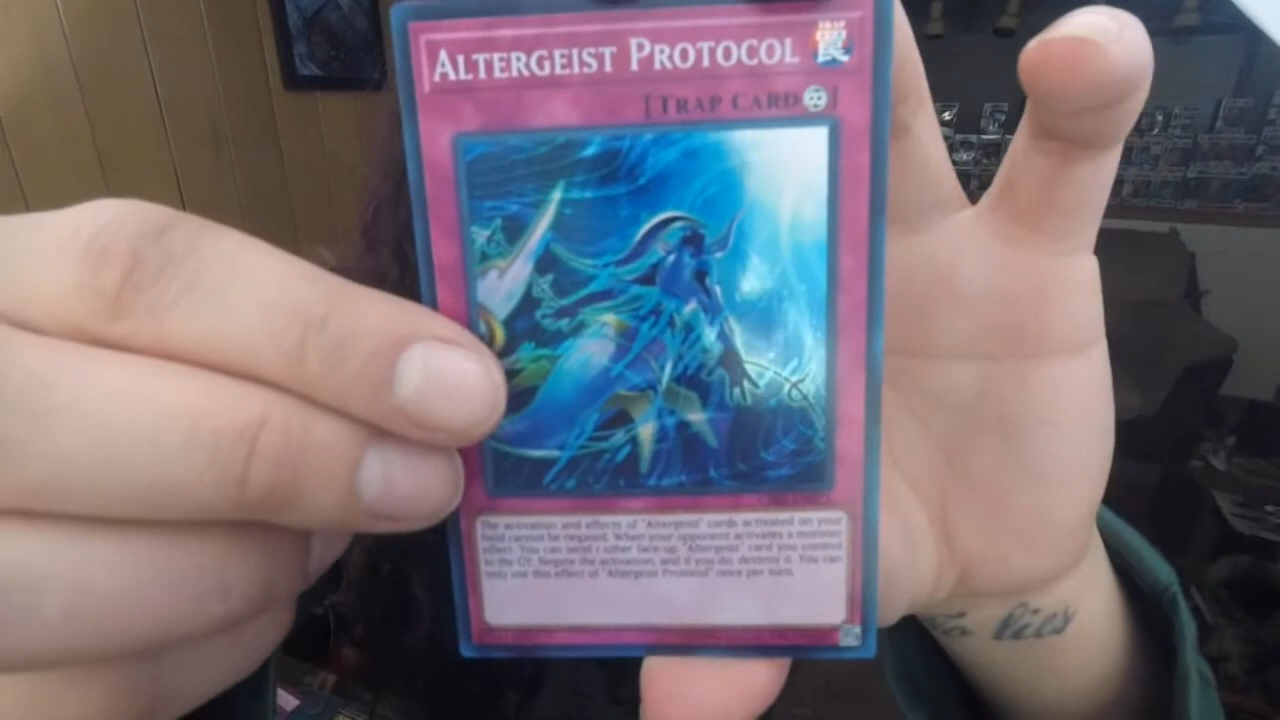 ALTERGEIST PROTOCOL
TRAP
罠
[TRAP CARD]
The activation and effects of "Altergeist" cards activated on your
field cannot be negated. When your opponent activates a monster
effect: You can send 1 other face-up "Altergeist" card you control
to the GY; Negate the activation, and if you do, destroy it. You can
only use this effect of "Altergeist Protocol" once per turn.
lies